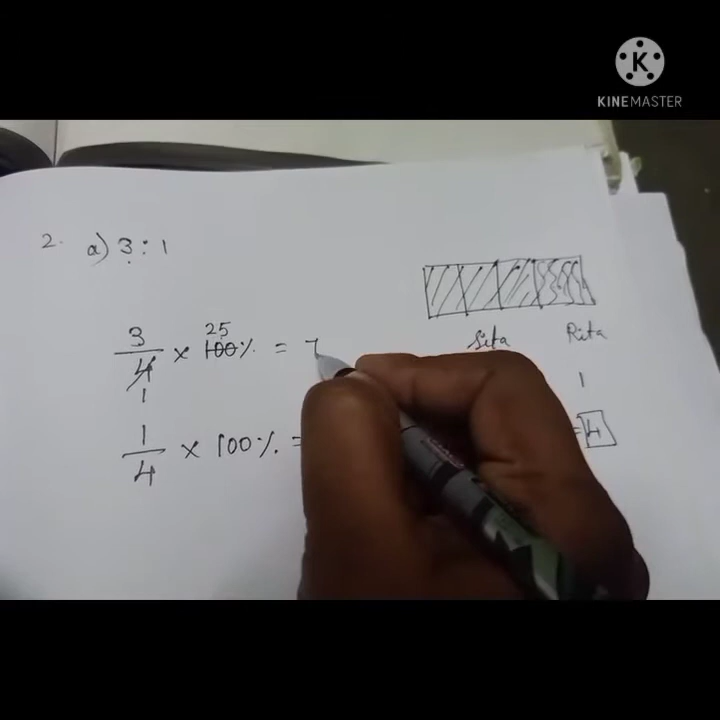 KINEMASTER
2. a) 3 : 1
3/4 × 100% = 7
25
1
Sita Rita
1
1/4 × 100% =
= 4